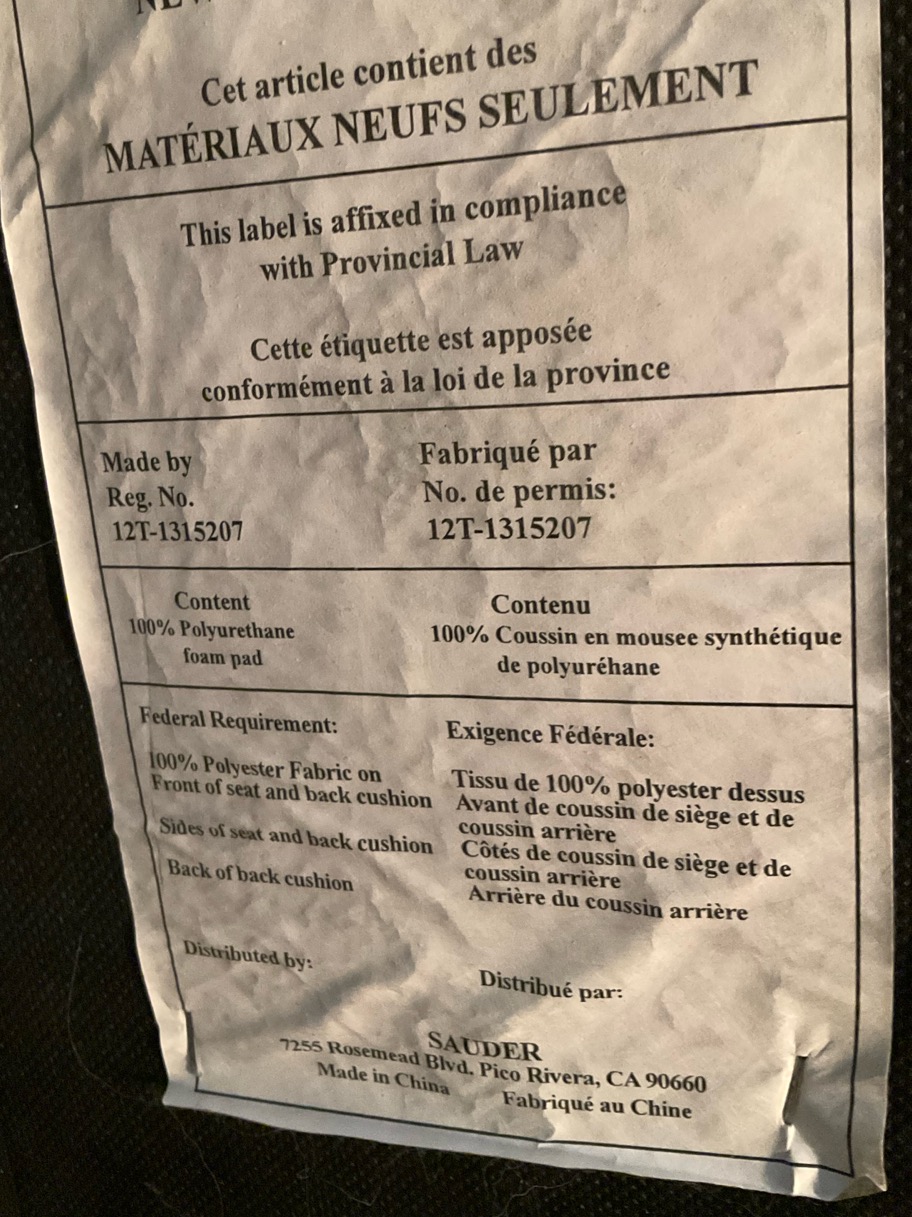 Cet article contient des
MATÉRIAUX NEUFS SEULEMENT
This label is affixed in compliance
with Provincial Law
Cette étiquette est apposée
conformément à la loi de la province
Made by
Reg. No.
12T-1315207
Fabriqué par
No. de permis:
12T-1315207
Content
100% Polyurethane
foam pad
Contenu
100% Coussin en mousee synthétique
de polyuréhane
Federal Requirement:
100% Polyester Fabric on
Front of seat and back cushion
Sides of seat and back cushion
Back of back cushion
Exigence Fédérale:
Tissu de 100% polyester dessus
Avant de coussin de siège et de
coussin arrière
Côtés de coussin de siège et de
coussin arrière
Arrière du coussin arrière
Distributed by:
Distribué par:
SAUDER
7255 Rosemead Blvd. Pico Rivera, CA 90660
Made in China Fabriqué au Chine